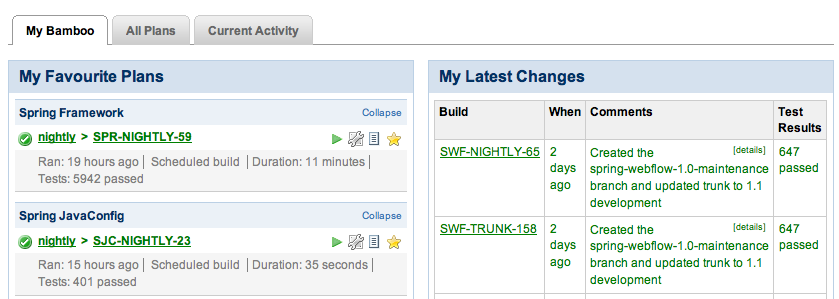 My Bamboo All Plans Current Activity
My Favourite Plans
Spring Framework Collapse
nightly > SPR-NIGHTLY-59
Ran: 19 hours ago | Scheduled build | Duration: 11 minutes |
Tests: 5942 passed
Spring JavaConfig Collapse
nightly > SJC-NIGHTLY-23
Ran: 15 hours ago | Scheduled build | Duration: 35 seconds |
Tests: 401 passed
My Latest Changes
Build When Comments Test
Results
SWF-NIGHTLY-65
2
days
ago
Created the [details]
spring-webflow-1.0-maintenance
branch and updated trunk to 1.1
development
647
passed
SWF-TRUNK-158
2
days
ago
Created the [details]
spring-webflow-1.0-maintenance
branch and updated trunk to 1.1
development
647
passed